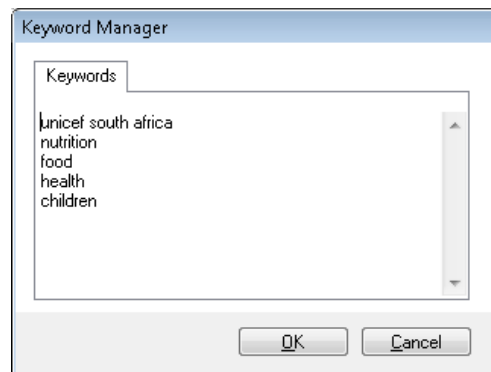 Keyword Manager
Keywords
unicef south africa
nutrition
food
health
children
OK
Cancel